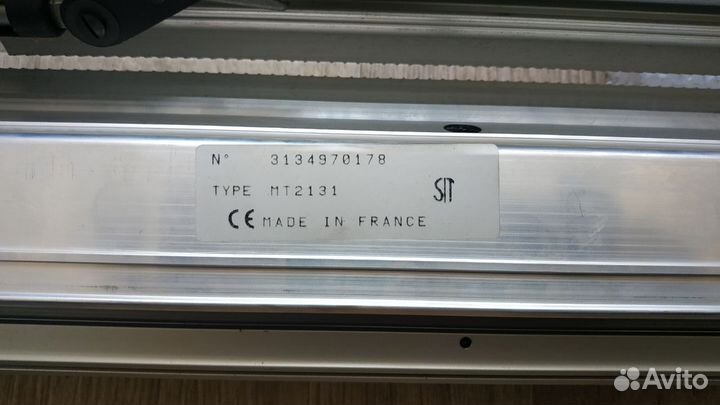 N° 3134970178
TYPE MT2131 SIT
CE MADE IN FRANCE
Avito